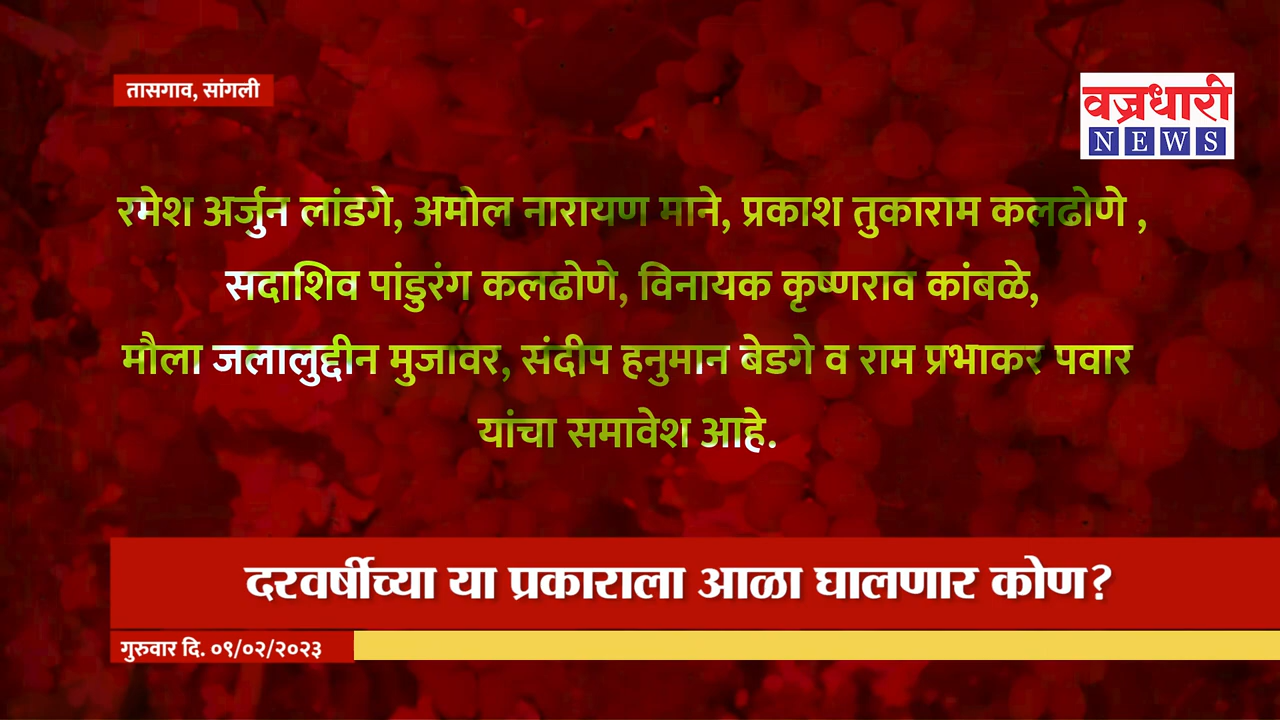 तासगाव, सांगली
वज्रधारी
NEWS
रमेश अर्जुन लांडगे, अमोल नारायण माने, प्रकाश तुकाराम कलढोणे ,
सदाशिव पांडुरंग कलढोणे, विनायक कृष्णराव कांबळे,
मौला जलालुद्दीन मुजावर, संदीप हनुमान बेडगे व राम प्रभाकर पवार
यांचा समावेश आहे.
दरवर्षीच्या या प्रकाराला आळा घालणार कोण?
गुरुवार दि. ०९/०२/२०२३